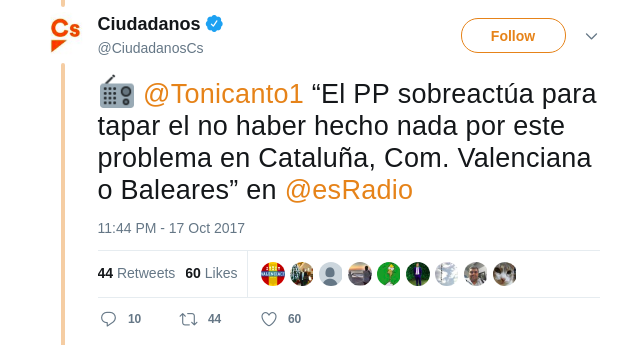 Cs
Ciudadanos
@CiudadanosCs
Follow
@Tonicanto1 “El PP sobreactúa para
tapar el no haber hecho nada por este
problema en Cataluña, Com. Valenciana
o Baleares” en @esRadio
11:44 PM - 17 Oct 2017
44 Retweets 60 Likes
10 44 60